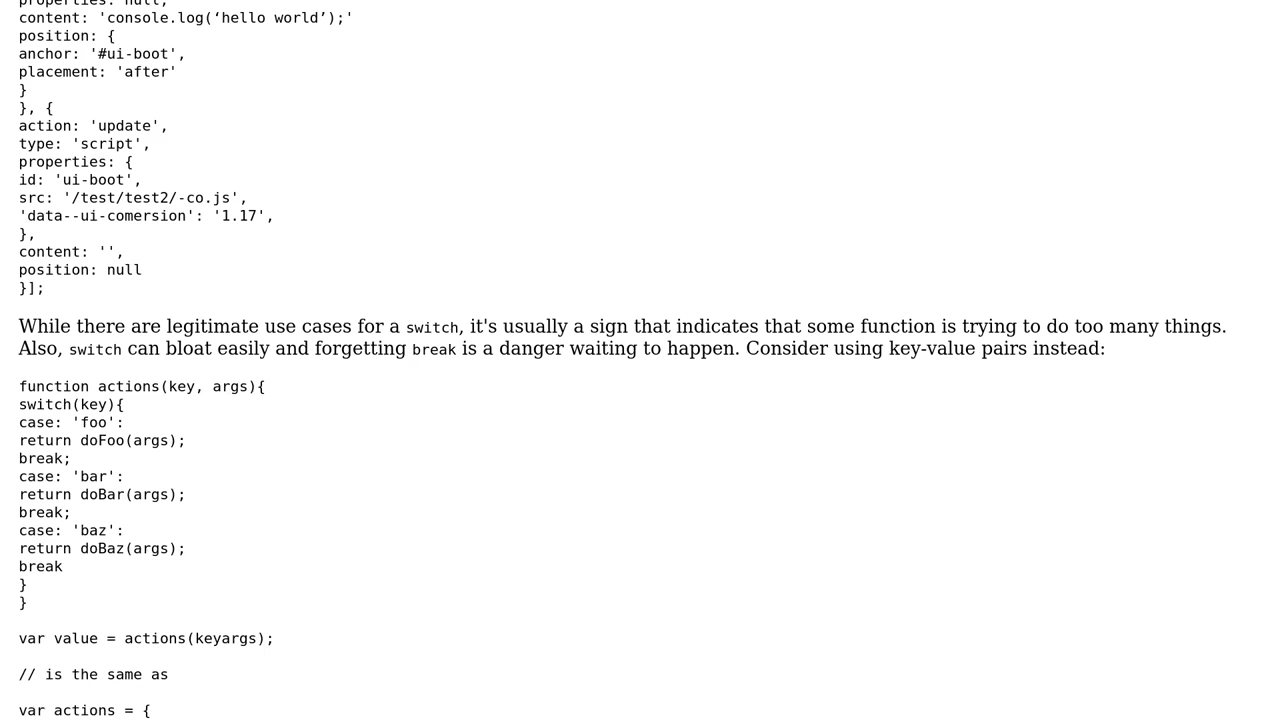 properties: null,
content: 'console.log(‘hello world’);'
position: {
anchor: '#ui-boot',
placement: 'after'
}
}, {
action: 'update',
type: 'script',
properties: {
id: 'ui-boot',
src: '/test/test2/-co.js',
'data--ui-comersion': '1.17',
},
content: '',
position: null
}];
While there are legitimate use cases for a switch, it's usually a sign that indicates that some function is trying to do too many things.
Also, switch can bloat easily and forgetting break is a danger waiting to happen. Consider using key-value pairs instead:
function actions(key, args){
switch(key){
case: 'foo':
return doFoo(args);
break;
case: 'bar':
return doBar(args);
break;
case: 'baz':
return doBaz(args);
break
}
}
var value = actions(keyargs);
// is the same as
var actions = {